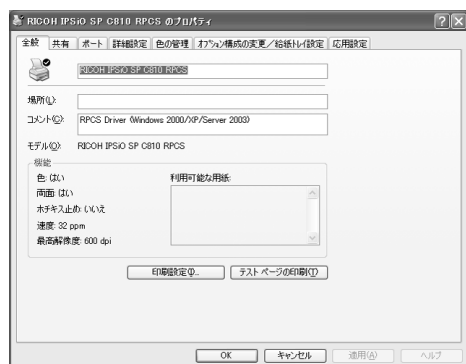 RICOH IPSiO SP C810 RPCS のプロパティ
全般 共有 ポート 詳細設定 色の管理 オプション構成の変更/給紙トレイ設定 応用設定
RICOH IPSiO SP C810 RPCS
場所(L):
コメント(C): RPCS Driver (Windows 2000/XP/Server 2003)
モデル(O): RICOH IPSiO SP C810 RPCS
機能
色: はい 利用可能な用紙:
両面: はい
ホチキス止め: いいえ
速度: 32 ppm
最高解像度: 600 dpi
印刷設定(I)... テスト ページの印刷(T)
OK キャンセル 適用(A) ヘルプ